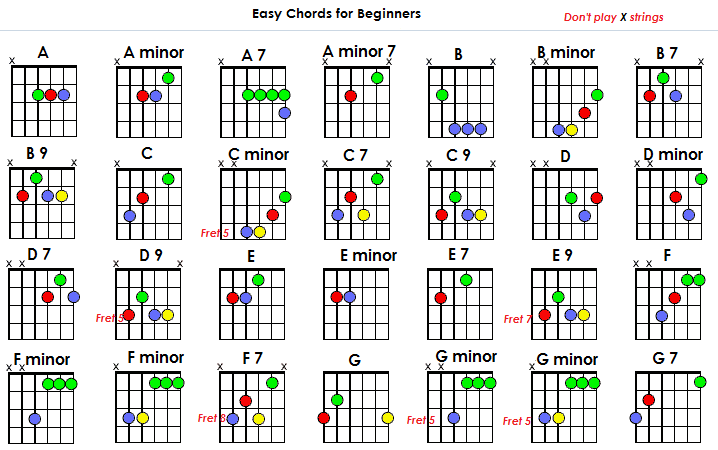 Easy Chords for Beginners
Don't play X strings
A A minor A 7 A minor 7 B B minor B 7
x x x x x x x x x x x
B 9 C C minor C 7 C 9 D D minor
x x x x x x x x x x x x x
Fret 5
D 7 D 9 E E minor E 7 E 9 F
x x x x x x x x
Fret 5 Fret 7
F minor F minor F 7 G G minor G minor G 7
x x x x x x x x
Fret 8 Fret 5 Fret 5